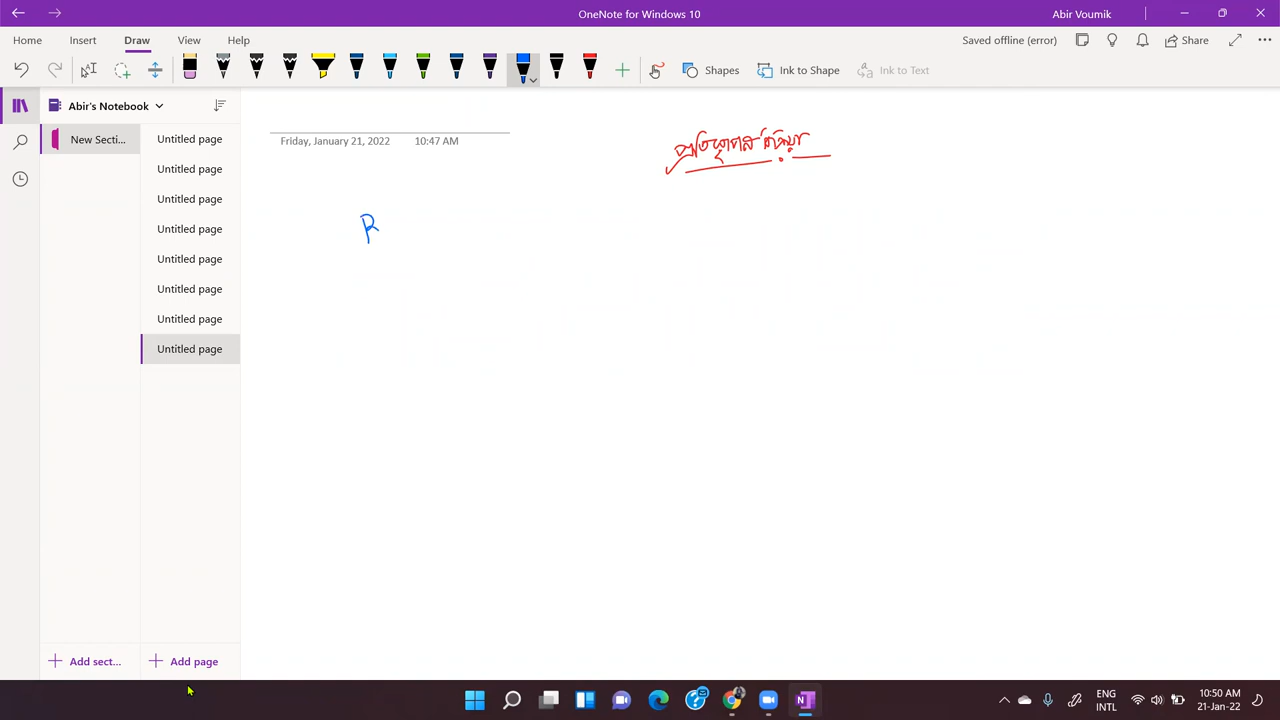 OneNote for Windows 10
Abir Voumik
Home
Insert
Draw
View
Help
Saved offline (error)
Share
Shapes
Ink to Shape
Ink to Text
Abir's Notebook
New Secti...
Untitled page
Untitled page
Untitled page
Untitled page
Untitled page
Untitled page
Untitled page
Untitled page
Friday, January 21, 2022
10:47 AM
R
Add sect...
Add page
ENG
INTL
10:50 AM
21-Jan-22